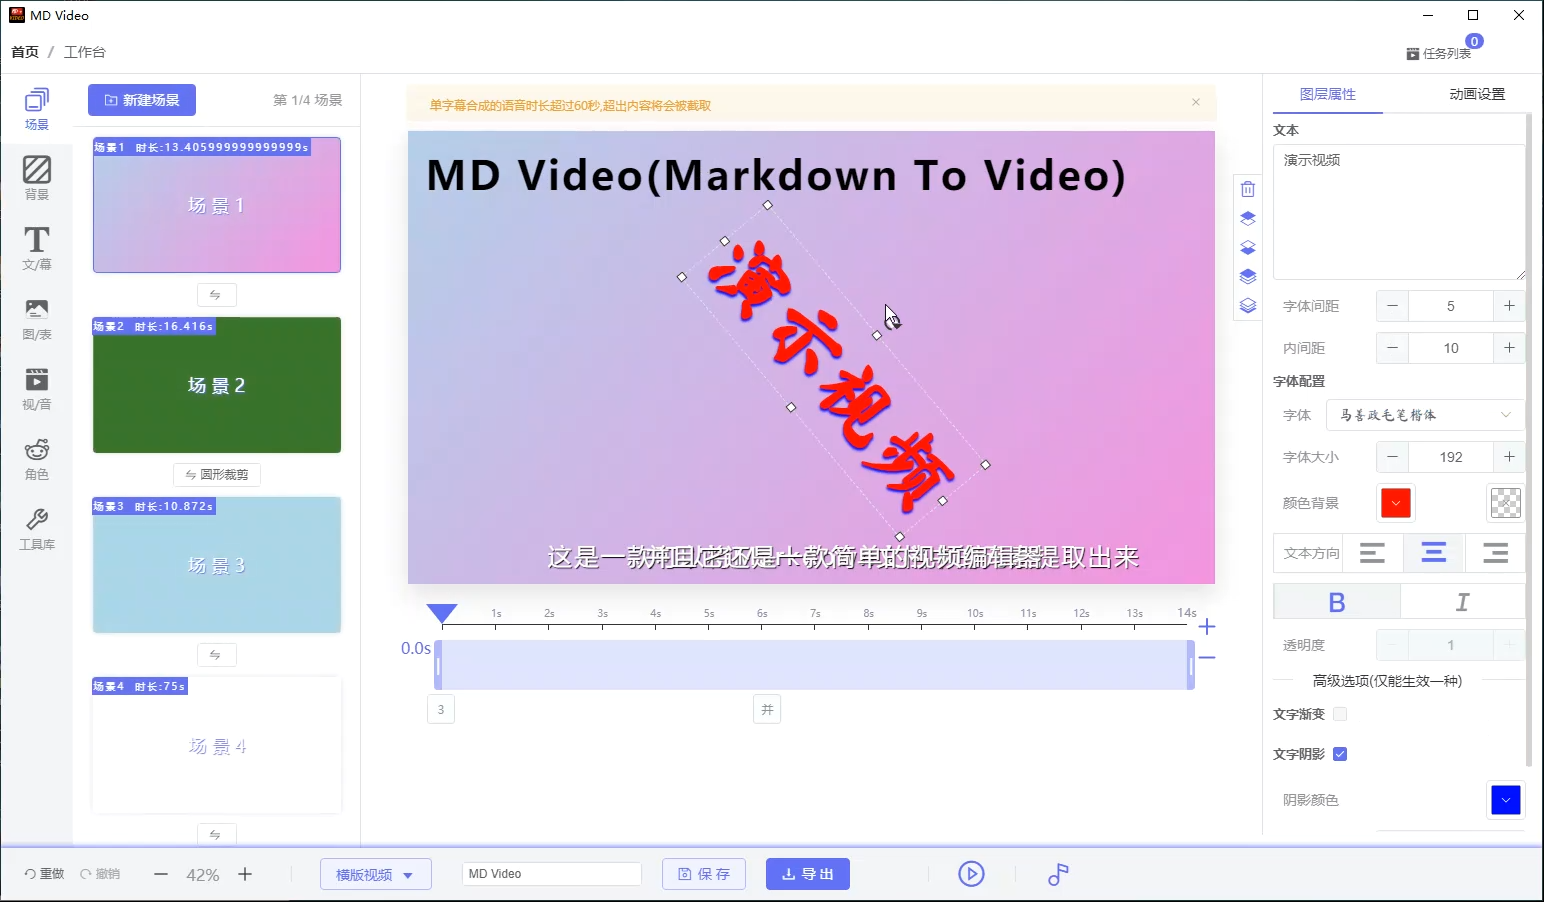 MD Video
首页 / 工作台
任务列表
0
场景
背景
文/幕
图/表
视/音
角色
工具库
新建场景
第 1/4 场景
场景1 时长:13.405999999999999s
场景1
场景2 时长:16.416s
场景2
圆形裁剪
场景3 时长:10.872s
场景3
场景4 时长:75s
场景4
单字幕合成的语音时长超过60秒,超出内容将会被截取
MD Video(Markdown To Video)
演示视频
这是一款
提取出来
1s 2s 3s 4s 5s 6s 7s 8s 9s 10s 11s 12s 13s 14s
0.0s
3
并
图层属性
动画设置
文本
演示视频
字体间距 5
内间距 10
字体配置
字体 马善政毛笔楷体
字体大小 192
颜色背景
文本方向
B I
透明度 1
高级选项(仅能生效一种)
文字渐变
文字阴影
阴影颜色
重做
撤销
42%
横版视频
MD Video
保存
导出